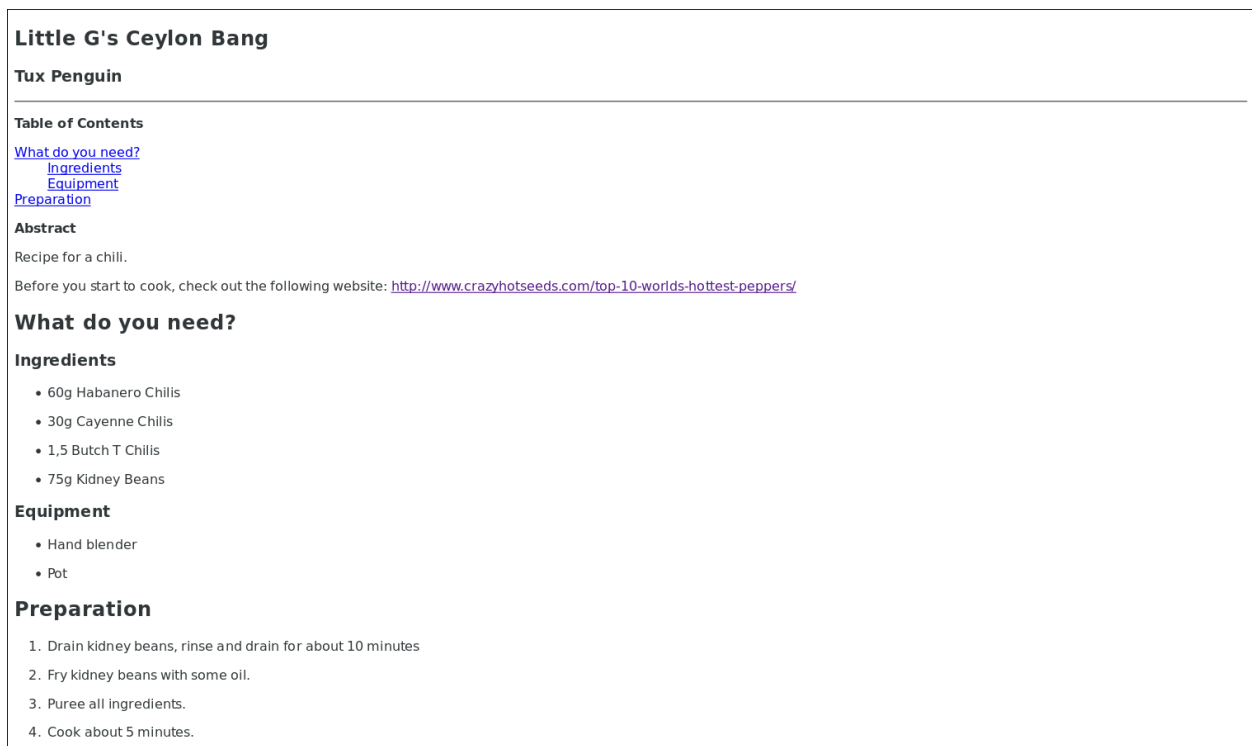 Little G's Ceylon Bang
Tux Penguin
Table of Contents
What do you need?
Ingredients
Equipment
Preparation
Abstract
Recipe for a chili.
Before you start to cook, check out the following website: http://www.crazyhotseeds.com/top-10-worlds-hottest-peppers/
What do you need?
Ingredients
• 60g Habanero Chilis
• 30g Cayenne Chilis
• 1,5 Butch T Chilis
• 75g Kidney Beans
Equipment
• Hand blender
• Pot
Preparation
1. Drain kidney beans, rinse and drain for about 10 minutes
2. Fry kidney beans with some oil.
3. Puree all ingredients.
4. Cook about 5 minutes.